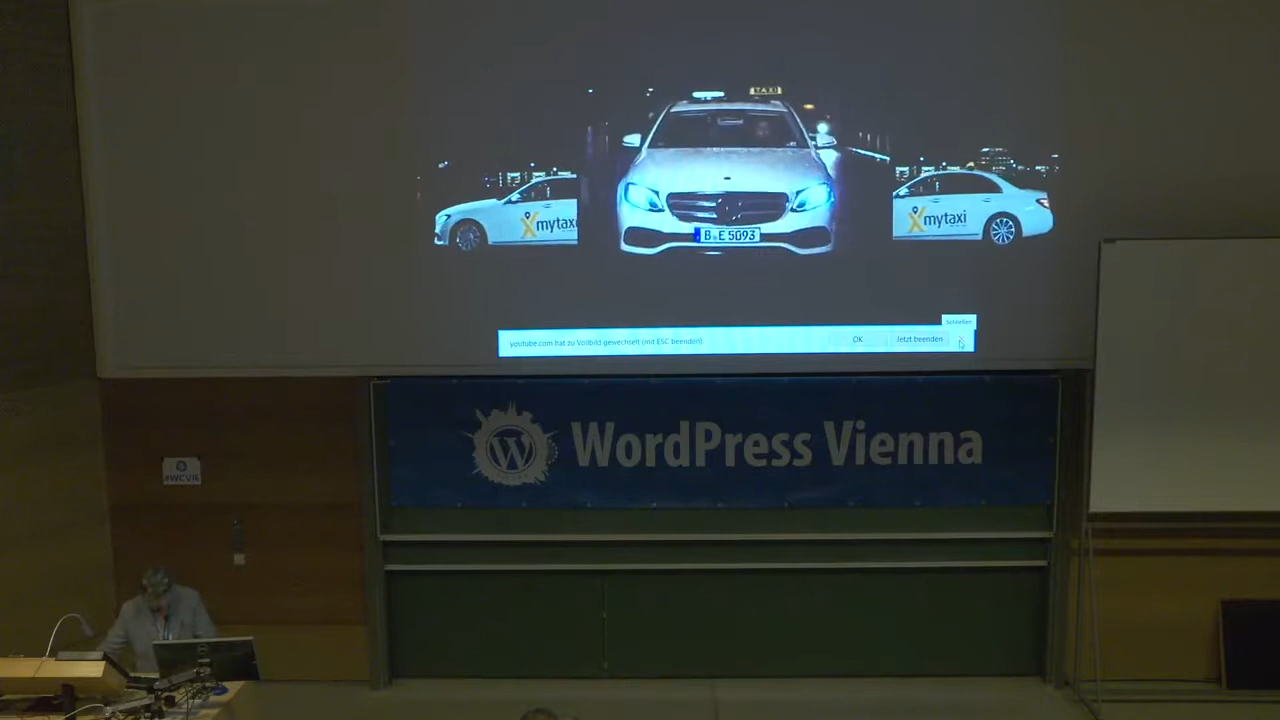 TAXI
mytaxi
B E 5093
mytaxi
Schließen
youtube.com hat zu Vollbild gewechselt (mit ESC beenden).
OK
Jetzt beenden
WordPress Vienna
#WCVIE